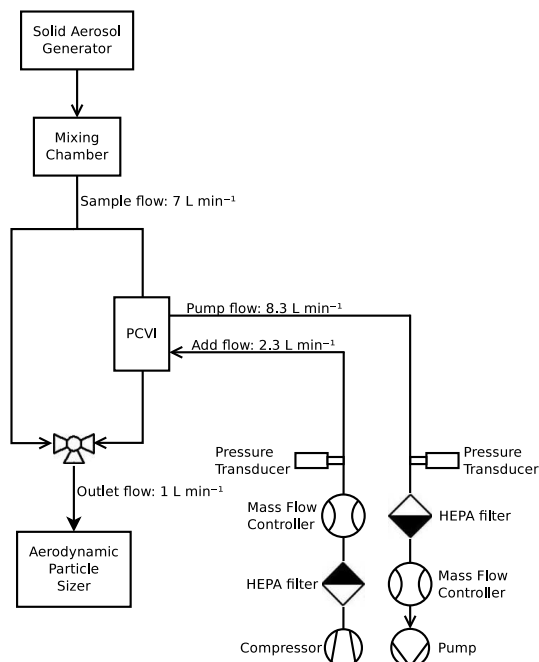 Solid Aerosol
Generator
Mixing
Chamber
Sample flow: 7 L min⁻¹
PCVI
Pump flow: 8.3 L min⁻¹
Add flow: 2.3 L min⁻¹
Pressure
Transducer
Pressure
Transducer
Outlet flow: 1 L min⁻¹
Mass Flow
Controller
HEPA filter
Aerodynamic
Particle
Sizer
HEPA filter
Mass Flow
Controller
Compressor
Pump